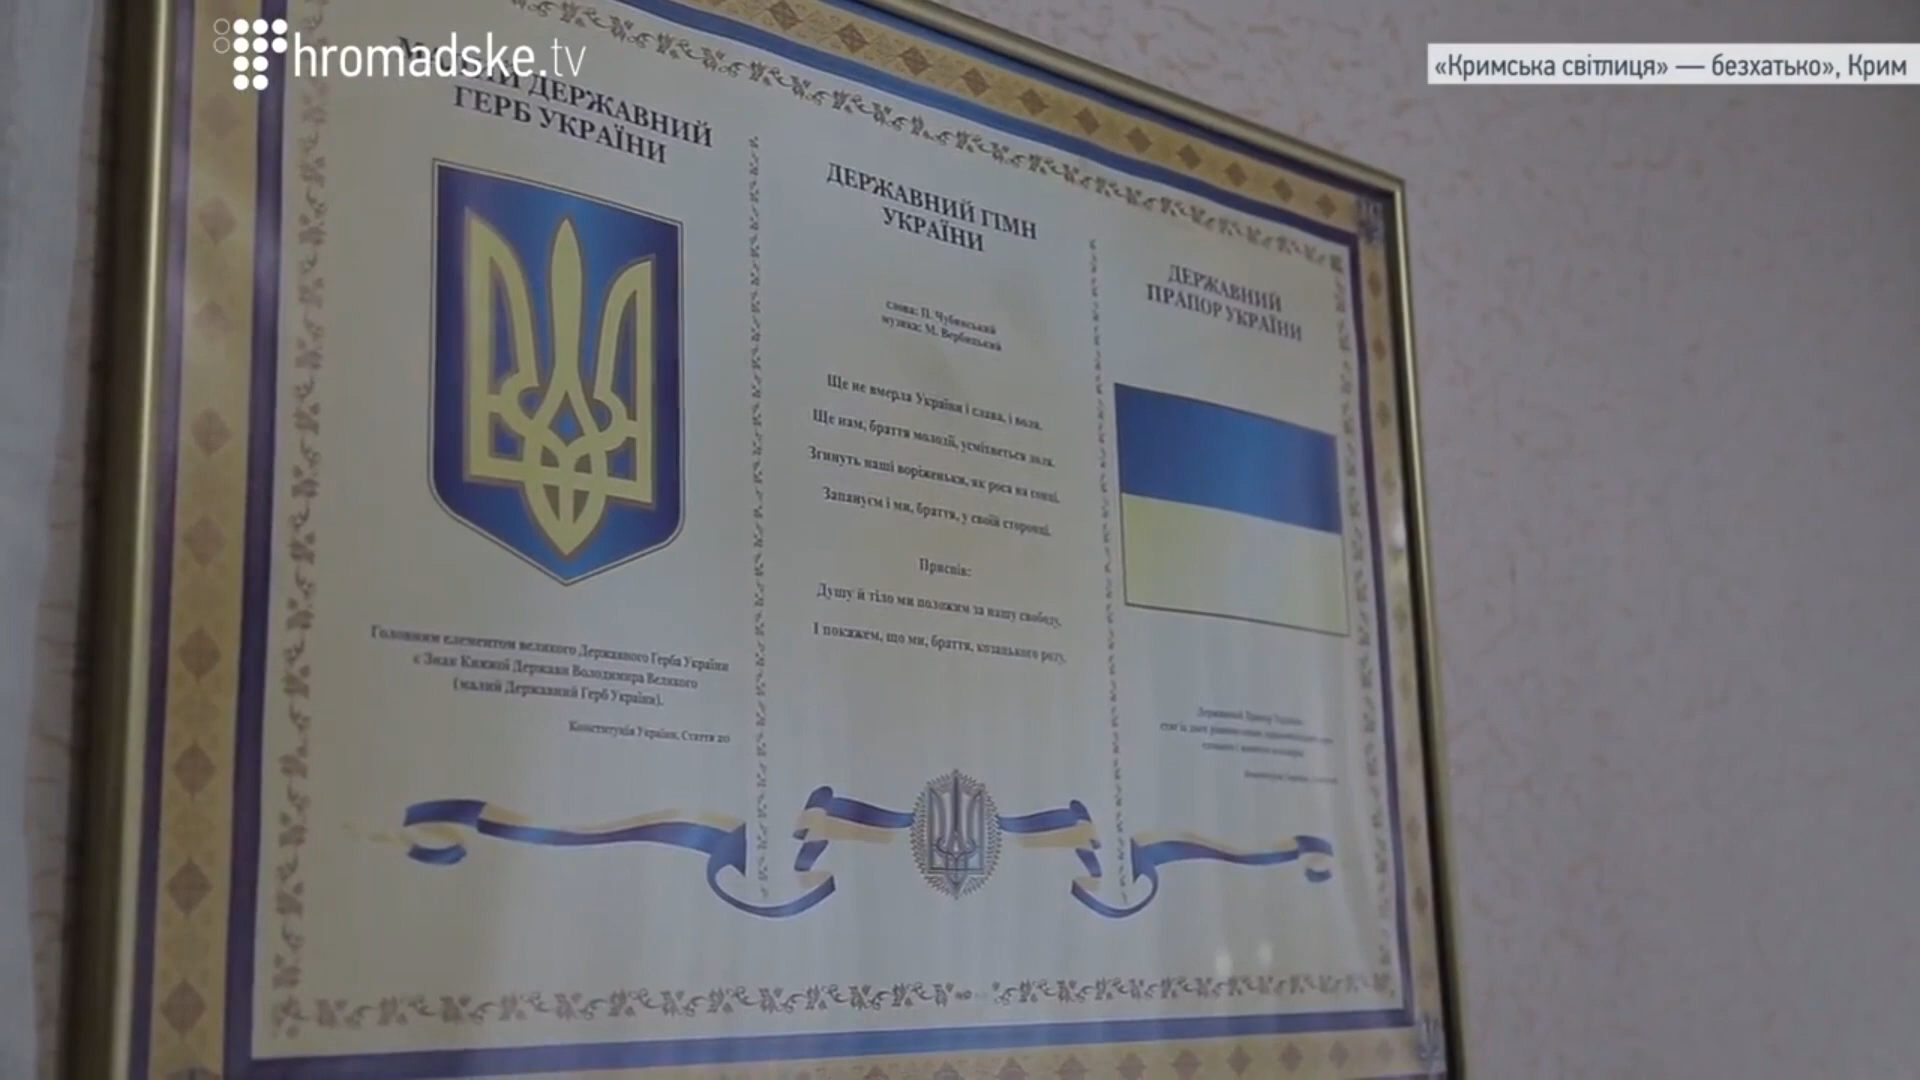 hromadske.tv
«Кримська світлиця» — безхатько», Крим
МАЛИЙ ДЕРЖАВНИЙ
ГЕРБ УКРАЇНИ
Головним елементом великого Державного Герба України
є Знак Княжої Держави Володимира Великого
(малий Державний Герб України).
Конституція України, Стаття 20
ДЕРЖАВНИЙ ГІМН
УКРАЇНИ
слова: П. Чубинський
музика: М. Вербицький
Ще не вмерла України і слава, і воля.
Ще нам, браття молодії, усміхнеться доля.
Згинуть наші воріженьки, як роса на сонці.
Запануєм і ми, браття, у своїй сторонці.
Приспів:
Душу й тіло ми положим за нашу свободу,
І покажем, що ми, браття, козацького роду.
ДЕРЖАВНИЙ
ПРАПОР УКРАЇНИ
Державний Прапор України